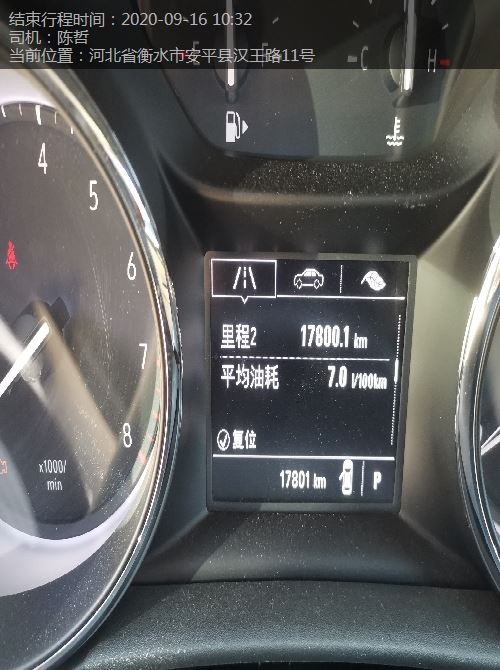 结束行程时间：2020-09-16 10:32
司机：陈哲
当前位置：河北省衡水市安平县汉王路11号
C H
4
5
6
7
8
x1000/
min
里程2 17800.1 km
平均油耗 7.0 l/100km
复位
17801 km P